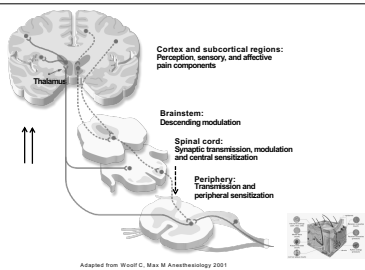 Cortex and subcortical regions:
Perception, sensory, and affective
pain components
Thalamus
Brainstem:
Descending modulation
Spinal cord:
Synaptic transmission, modulation
and central sensitization
Periphery:
Transmission and
peripheral sensitization
Adapted from Woolf C, Max M Anesthesiology 2001